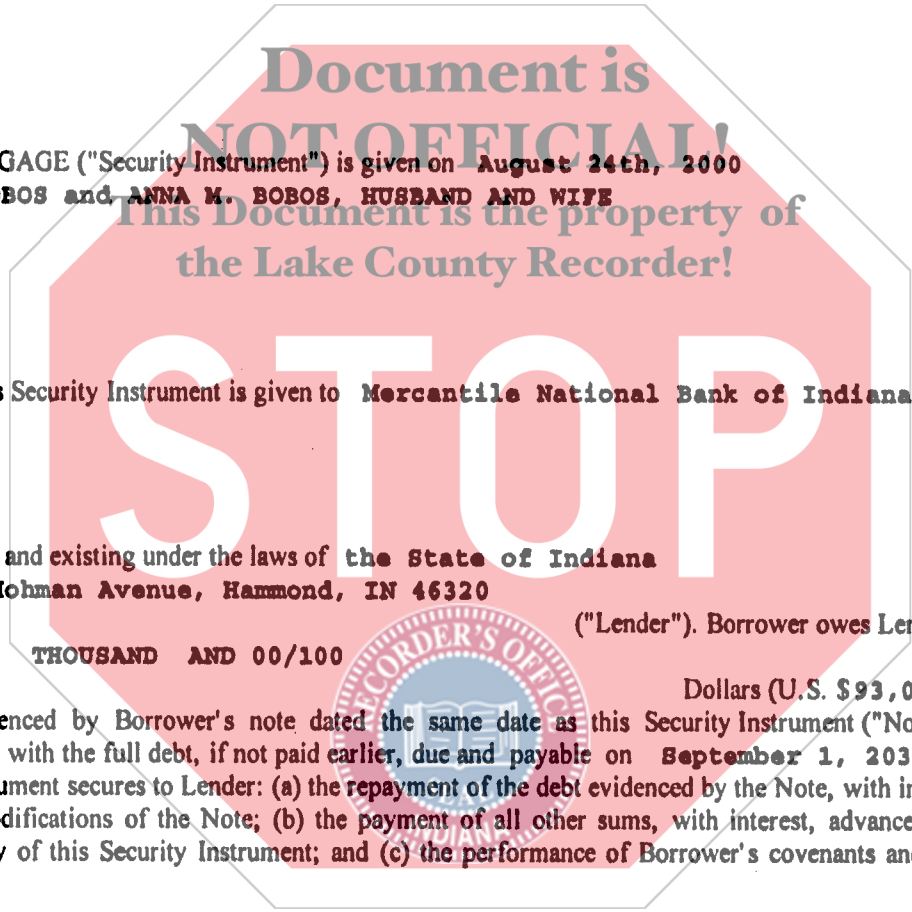 Document is
NOT OFFICIAL!
GAGE ("Security Instrument") is given on August 24th, 2000
BOS and ANNA M. BOBOS, HUSBAND AND WIFE
This Document is the property of
the Lake County Recorder!
s Security Instrument is given to Mercantile National Bank of Indiana
STOP
and existing under the laws of the State of Indiana
ohman Avenue, Hammond, IN 46320
("Lender"). Borrower owes Len
THOUSAND AND 00/100
RECORDER'S OFFICE
Dollars (U.S. $93,0
enced by Borrower's note dated the same date as this Security Instrument ("No
with the full debt, if not paid earlier, due and payable on September 1, 203
ument secures to Lender: (a) the repayment of the debt evidenced by the Note, with in
difications of the Note; (b) the payment of all other sums, with interest, advance
INDIANA
y of this Security Instrument; and (c) the performance of Borrower's covenants and